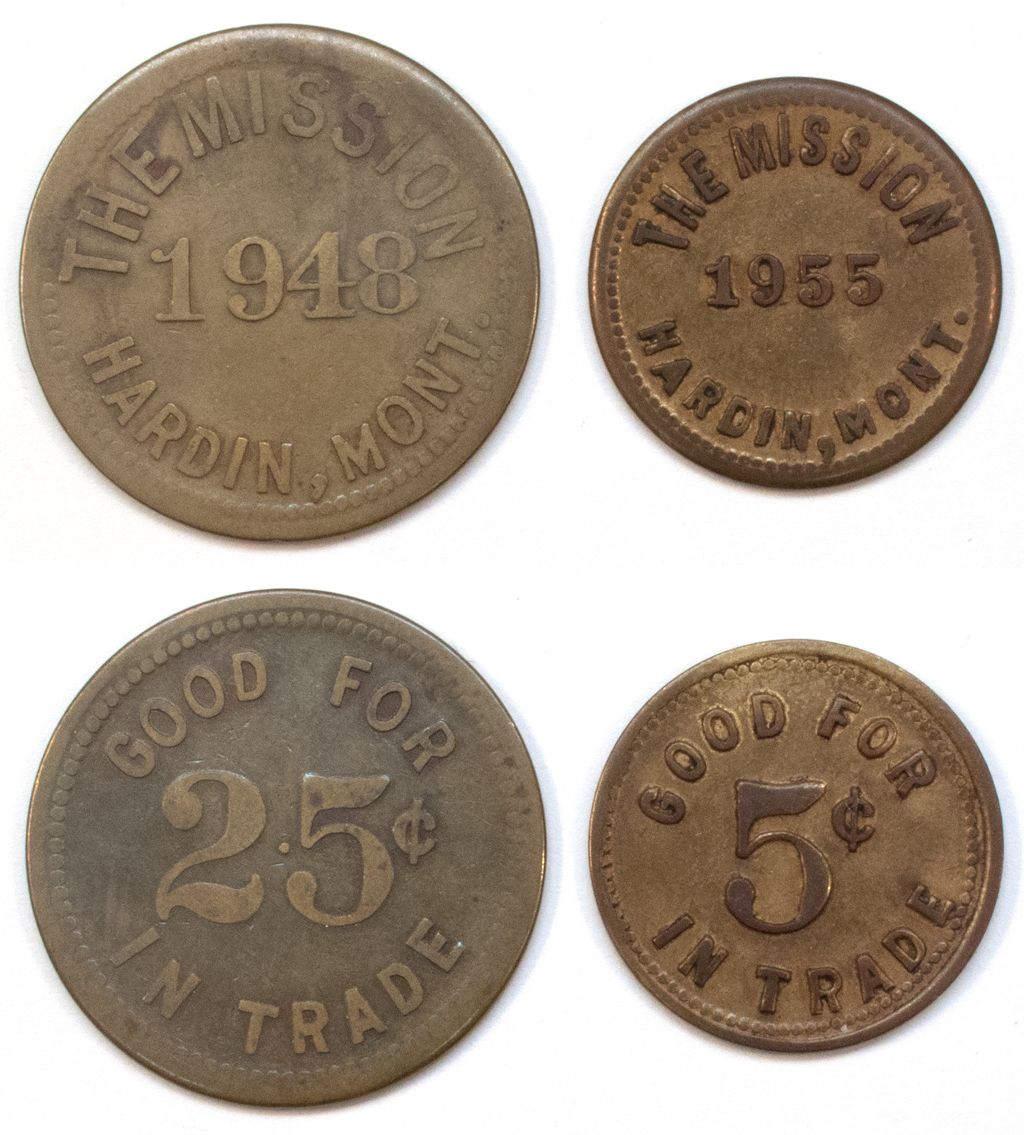 THE MISSION
1948
HARDIN, MONT.
THE MISSION
1955
HARDIN, MONT.
GOOD FOR
25¢
IN TRADE
GOOD FOR
5¢
IN TRADE